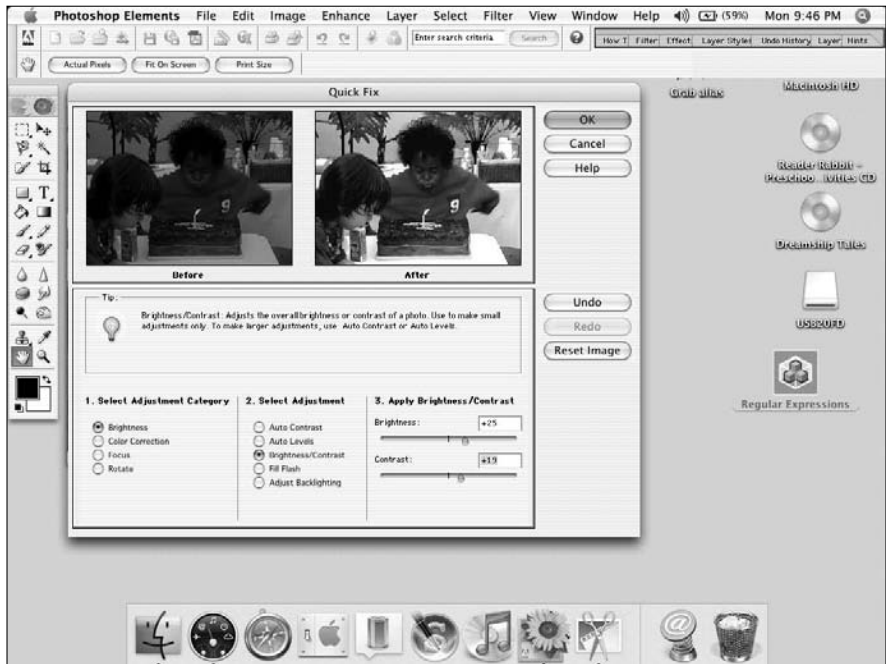 Photoshop Elements File Edit Image Enhance Layer Select Filter View Window Help (59%) Mon 9:46 PM
Enter search criteria Search How T Filter Effect Layer Styles Undo History Layer Hints
Actual Pixels Fit On Screen Print Size
Quick Fix
OK
Cancel
Help
9
9
Before After
Tip:
Brightness/Contrast: Adjusts the overall brightness or contrast of a photo. Use to make small
adjustments only. To make larger adjustments, use Auto Contrast or Auto Levels.
Undo
Redo
Reset Image
1. Select Adjustment Category
Brightness
Color Correction
Focus
Rotate
2. Select Adjustment
Auto Contrast
Auto Levels
Brightness/Contrast
Fill Flash
Adjust Backlighting
3. Apply Brightness/Contrast
Brightness: +25
Contrast: +19
Grab alias
Macintosh HD
Reader Rabbit –
Preschoo...ivities CD
Dreamship Tales
USB20FD
Regular Expressions
T
@